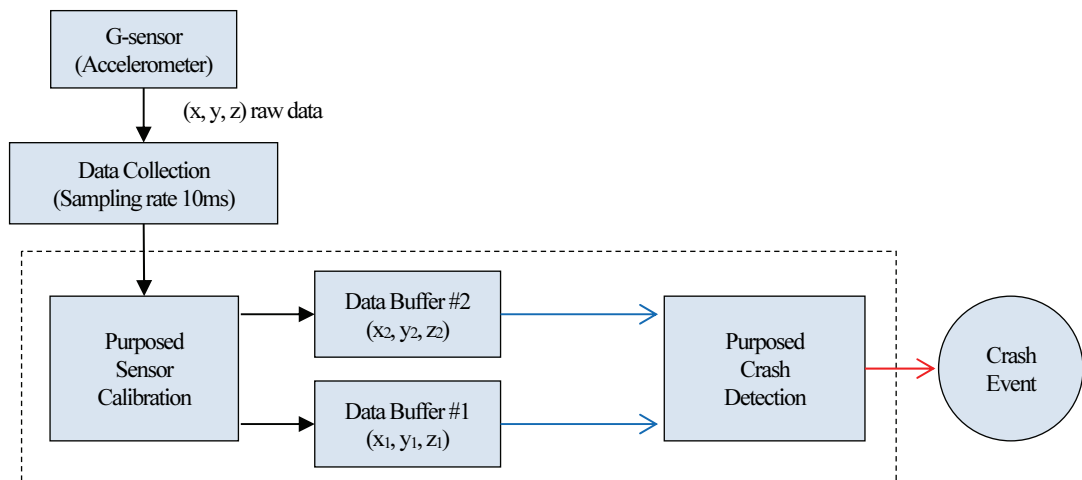 G-sensor
(Accelerometer)
(x, y, z) raw data
Data Collection
(Sampling rate 10ms)
Purposed
Sensor
Calibration
Data Buffer #2
(x₂, y₂, z₂)
Data Buffer #1
(x₁, y₁, z₁)
Purposed
Crash
Detection
Crash
Event